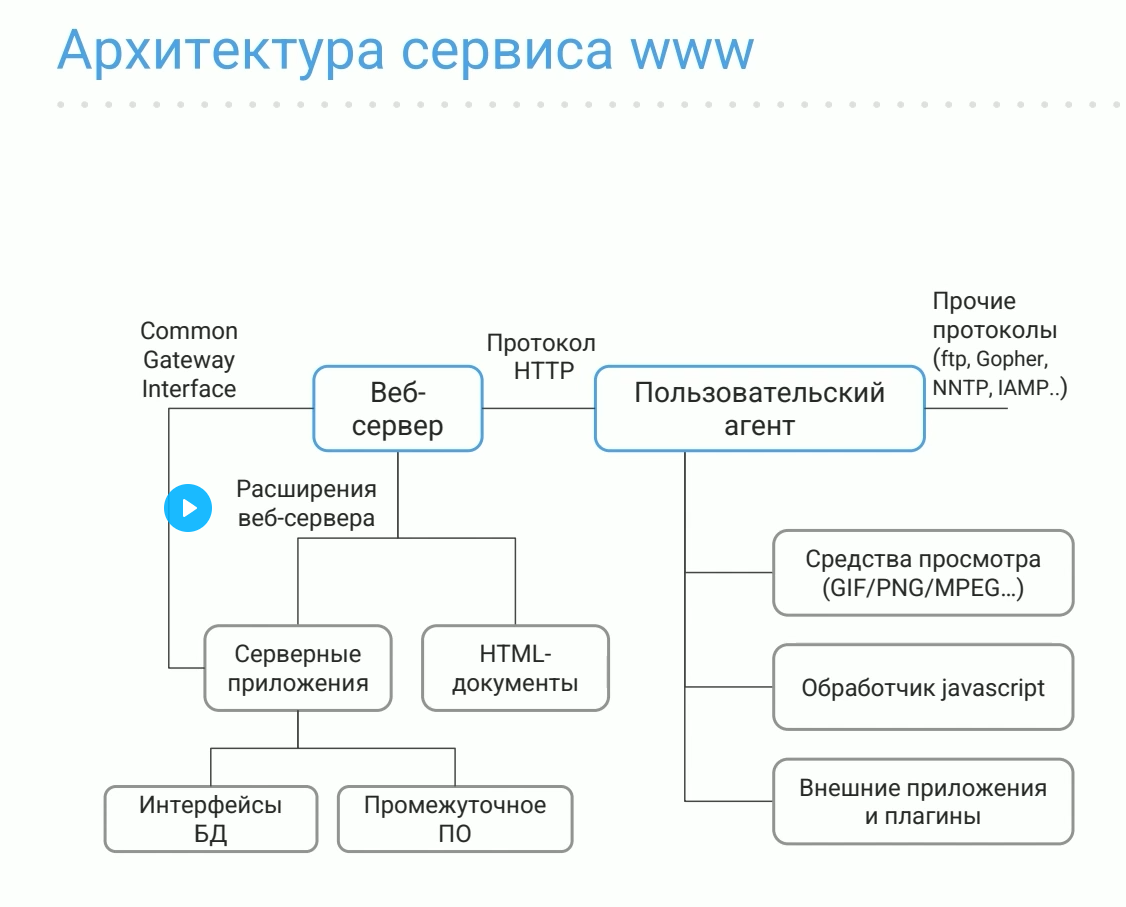 Архитектура сервиса www
Common
Gateway
Interface
Веб-
сервер
Протокол
HTTP
Пользовательский
агент
Прочие
протоколы
(ftp, Gopher,
NNTP, IAMP..)
Расширения
веб-сервера
Серверные
приложения
HTML-
документы
Интерфейсы
БД
Промежуточное
ПО
Средства просмотра
(GIF/PNG/MPEG…)
Обработчик javascript
Внешние приложения
и плагины